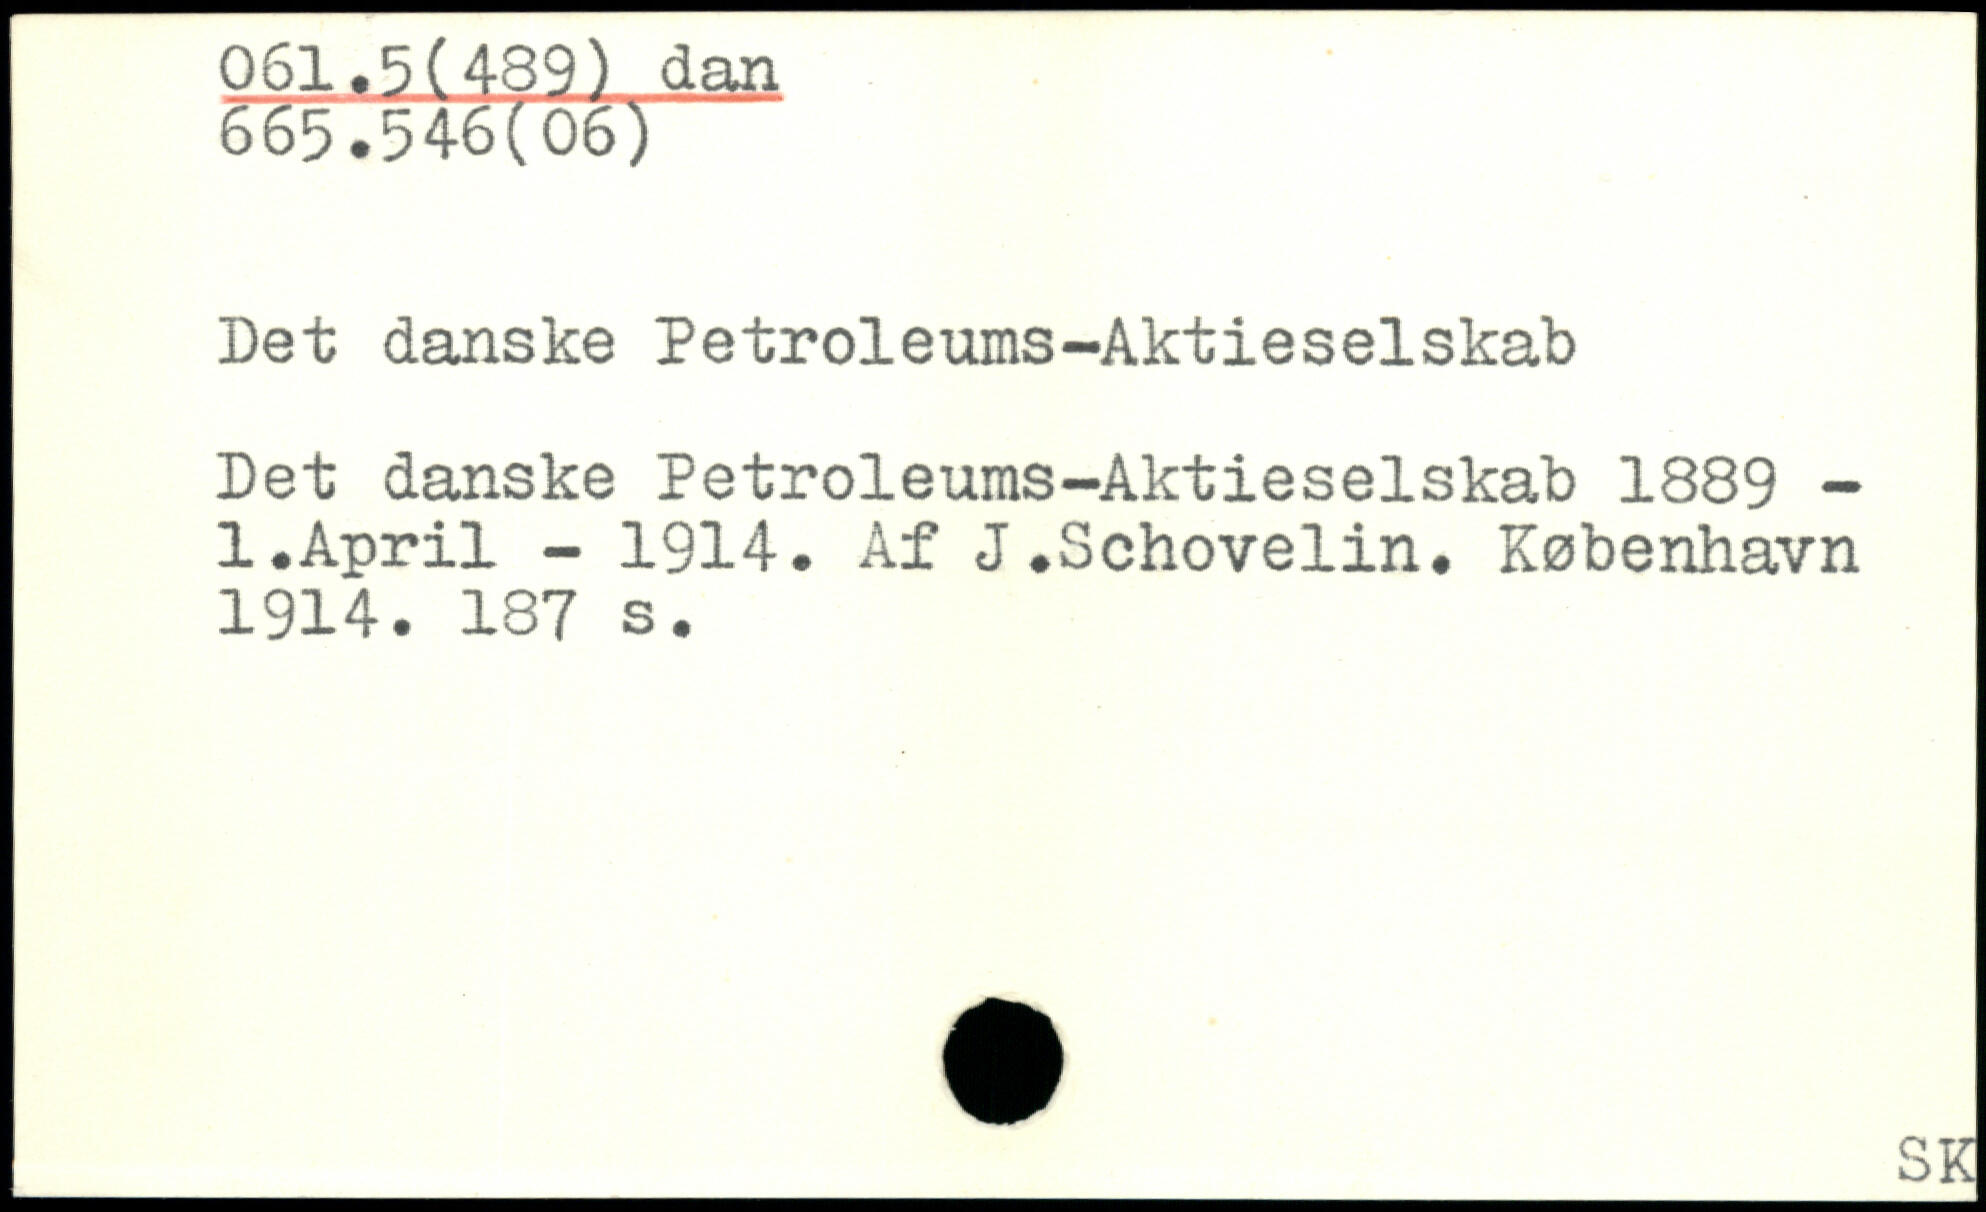 061.5(489) dan
665.546(06)
Det danske Petroleums-Aktieselskab
Det danske Petroleums-Aktieselskab 1889 -
1.April - 1914. Af J.Schovelin. København
1914. 187 s.
SK